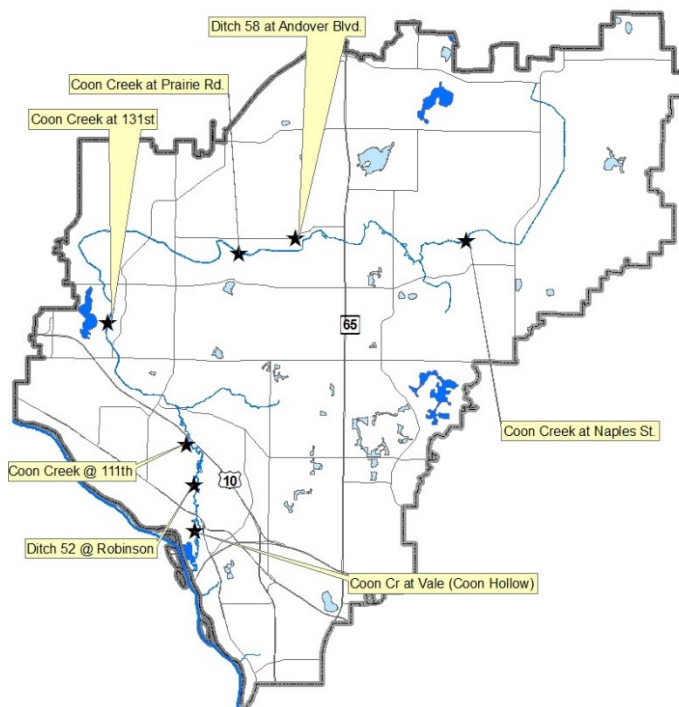 Ditch 58 at Andover Blvd.
Coon Creek at Prairie Rd.
Coon Creek at 131st
65
Coon Creek at Naples St.
Coon Creek @ 111th
10
Ditch 52 @ Robinson
Coon Cr at Vale (Coon Hollow)